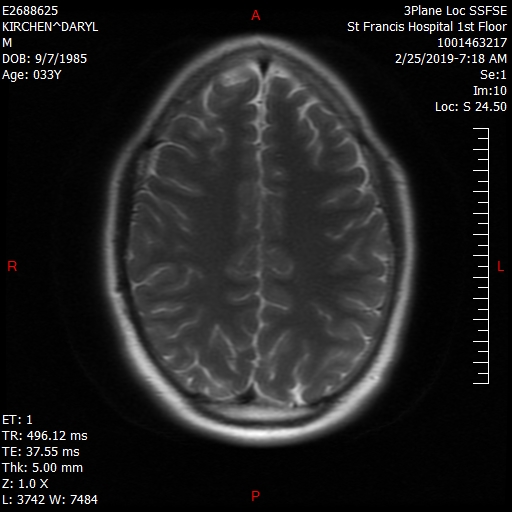 E2688625
KIRCHEN^DARYL
M
DOB: 9/7/1985
Age: 033Y
3Plane Loc SSFSE
St Francis Hospital 1st Floor
1001463217
2/25/2019-7:18 AM
Se:1
Im:10
Loc: S 24.50
A
R
L
ET: 1
TR: 496.12 ms
TE: 37.55 ms
Thk: 5.00 mm
Z: 1.0 X
L: 3742 W: 7484
P